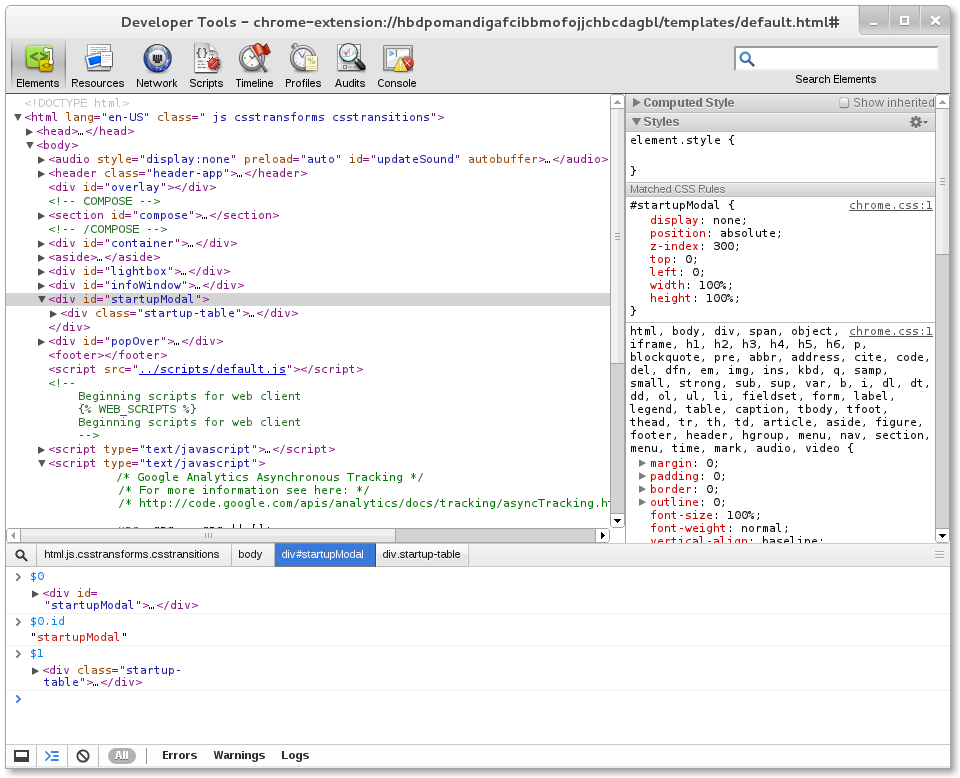 Developer Tools - chrome-extension://hbdpomandigafcibbmofojjchbcdagbl/templates/default.html#
Elements Resources Network Scripts Timeline Profiles Audits Console
Search Elements
<!DOCTYPE html>
▼<html lang="en-US" class=" js csstransforms csstransitions">
▶<head>…</head>
▼<body>
▶<audio style="display:none" preload="auto" id="updateSound" autobuffer>…</audio>
▶<header class="header-app">…</header>
<div id="overlay"></div>
<!-- COMPOSE -->
▶<section id="compose">…</section>
<!-- /COMPOSE -->
▶<div id="container">…</div>
▶<aside>…</aside>
▶<div id="lightbox">…</div>
▶<div id="infoWindow">…</div>
▼<div id="startupModal">
▶<div class="startup-table">…</div>
</div>
▶<div id="popOver">…</div>
<footer></footer>
<script src="../scripts/default.js"></script>
<!--
Beginning scripts for web client
{% WEB_SCRIPTS %}
Beginning scripts for web client
-->
▶<script type="text/javascript">…</script>
▼<script type="text/javascript">
/* Google Analytics Asynchronous Tracking */
/* For more information see here: */
/* http://code.google.com/apis/analytics/docs/tracking/asyncTracking.h
▶ Computed Style Show inherited
▼ Styles
element.style {
}
Matched CSS Rules
#startupModal { chrome.css:1
display: none;
position: absolute;
z-index: 300;
top: 0;
left: 0;
width: 100%;
height: 100%;
}
html, body, div, span, object, chrome.css:1
iframe, h1, h2, h3, h4, h5, h6, p,
blockquote, pre, abbr, address, cite, code,
del, dfn, em, img, ins, kbd, q, samp,
small, strong, sub, sup, var, b, i, dl, dt,
dd, ol, ul, li, fieldset, form, label,
legend, table, caption, tbody, tfoot,
thead, tr, th, td, article, aside, figure,
footer, header, hgroup, menu, nav, section,
menu, time, mark, audio, video {
▶ margin: 0;
▶ padding: 0;
▶ border: 0;
▶ outline: 0;
font-size: 100%;
font-weight: normal;
vertical-align: baseline;
html.js.csstransforms.csstransitions body div#startupModal div.startup-table
> $0
▶<div id=
"startupModal">…</div>
> $0.id
"startupModal"
> $1
▶<div class="startup-
table">…</div>
>
All Errors Warnings Logs